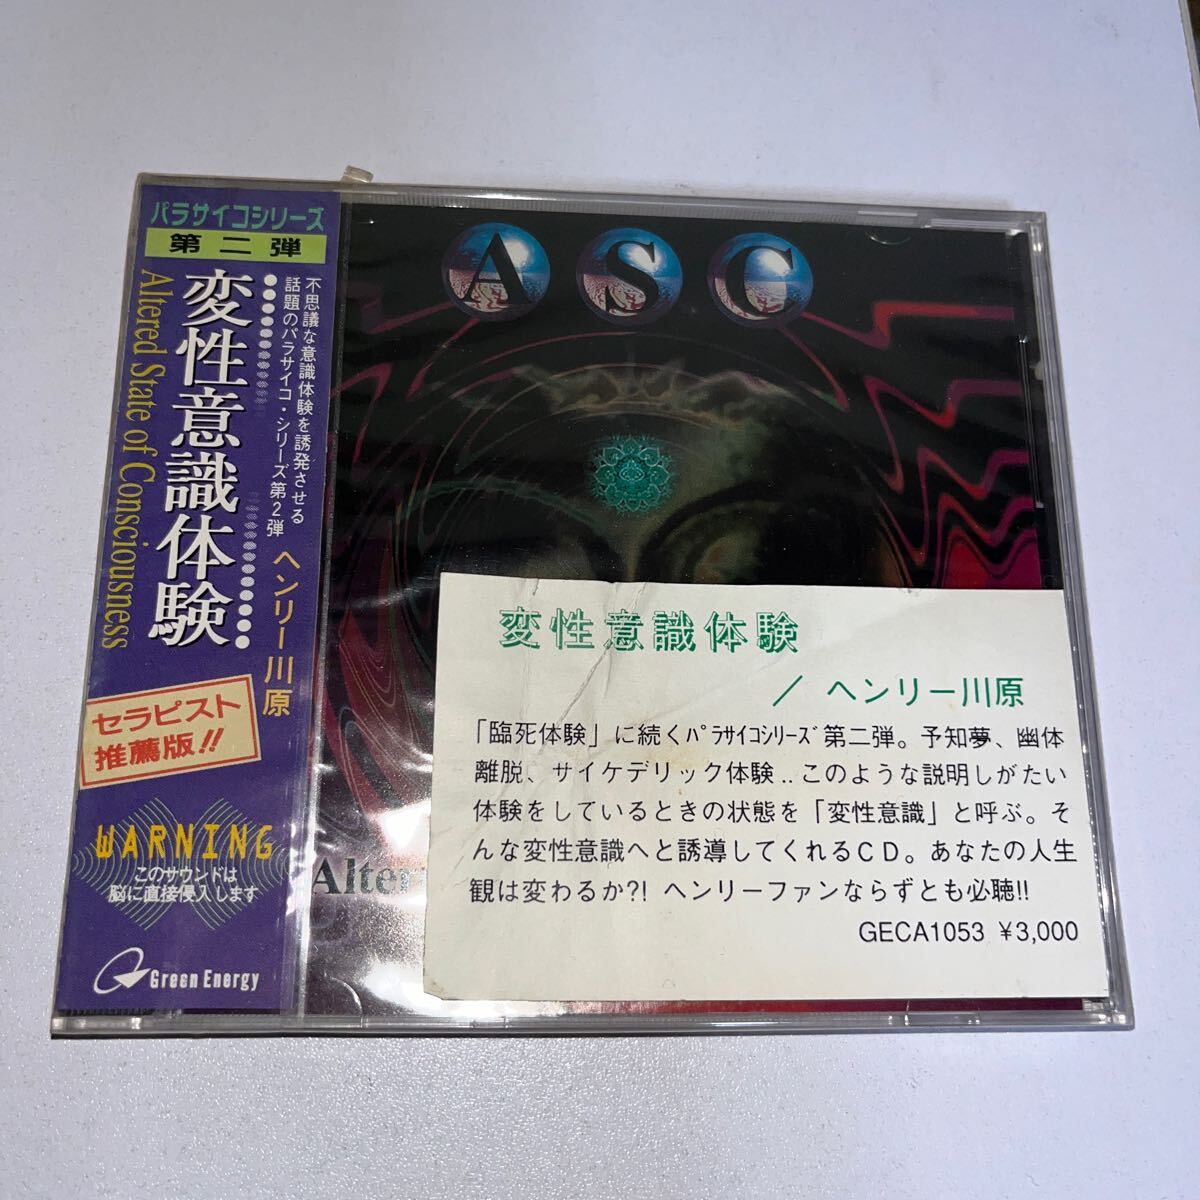 パラサイコシリーズ
第二弾
不思議な意識体験を誘発させる
話題のパラサイコ・シリーズ第2弾
変性意識体験
Altered State of Consciousness
ヘンリー川原
セラピスト
推薦版!!
WARNING
このサウンドは
脳に直接侵入します
Green Energy
A S C
変性意識体験
/ ヘンリー川原
「臨死体験」に続くﾊﾟﾗｻｲｺｼﾘｰｽﾞ第二弾。予知夢、幽体
離脱、サイケデリック体験‥このような説明しがたい
体験をしているときの状態を「変性意識」と呼ぶ。そ
んな変性意識へと誘導してくれるＣＤ。あなたの人生
観は変わるか?! ヘンリーファンならずとも必聴!!
GECA1053 ¥3,000